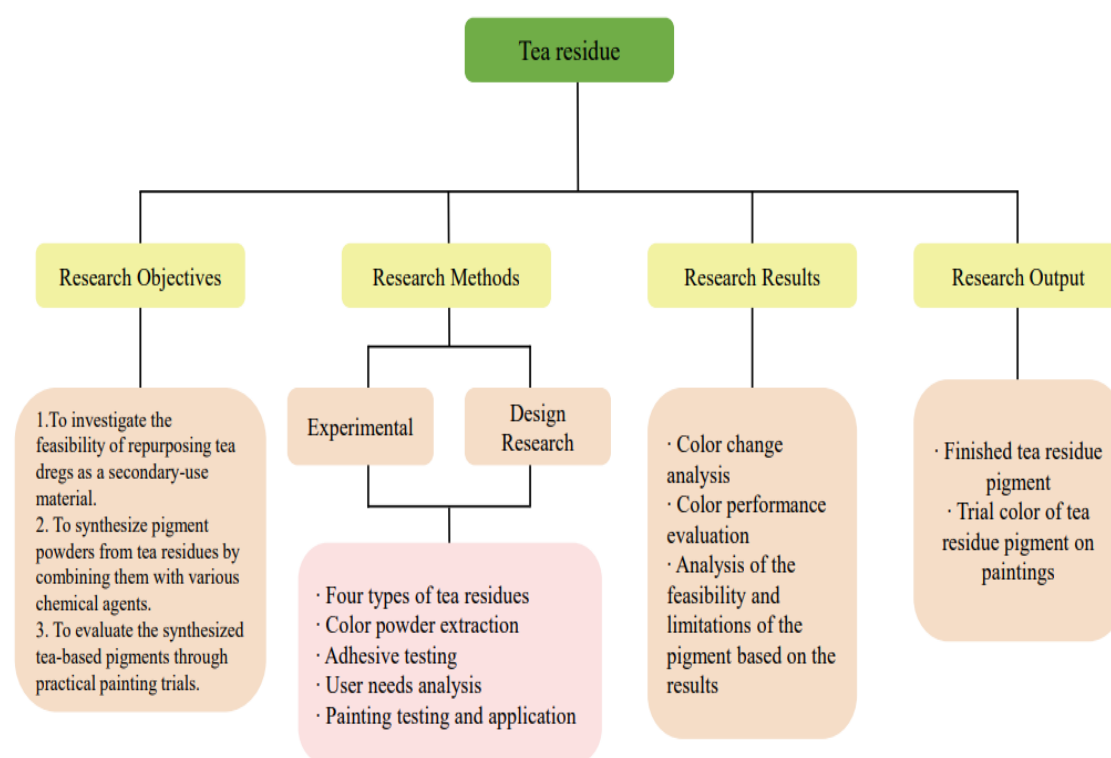 Tea residue
Research Objectives
1.To investigate the
feasibility of repurposing tea
dregs as a secondary-use
material.
2. To synthesize pigment
powders from tea residues by
combining them with various
chemical agents.
3. To evaluate the synthesized
tea-based pigments through
practical painting trials.
Research Methods
Experimental
Design
Research
· Four types of tea residues
· Color powder extraction
· Adhesive testing
· User needs analysis
· Painting testing and application
Research Results
· Color change
analysis
· Color performance
evaluation
· Analysis of the
feasibility and
limitations of the
pigment based on the
results
Research Output
· Finished tea residue
pigment
· Trial color of tea
residue pigment on
paintings